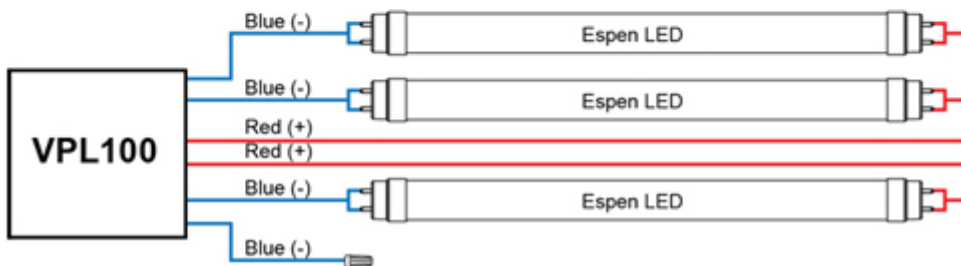 Blue (-)
Espen LED
Blue (-)
Espen LED
Red (+)
VPL100
Red (+)
Blue (-)
Espen LED
Blue (-)